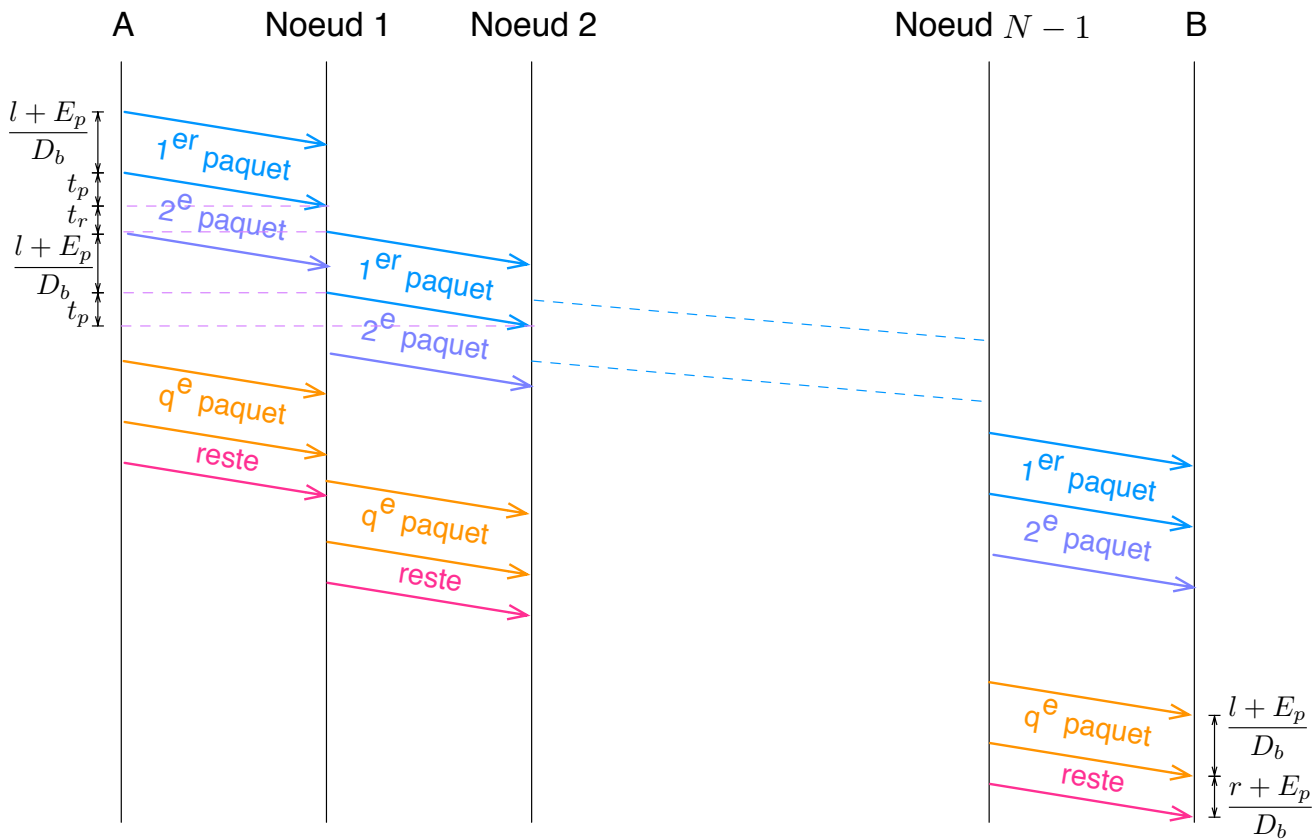 A Noeud 1 Noeud 2 Noeud N − 1 B
l + E_p
D_b
1er paquet
t_p
2e paquet
t_r
l + E_p
D_b
1er paquet
t_p
2e paquet
qe paquet
reste
qe paquet
reste
1er paquet
2e paquet
qe paquet
l + E_p
D_b
reste
r + E_p
D_b